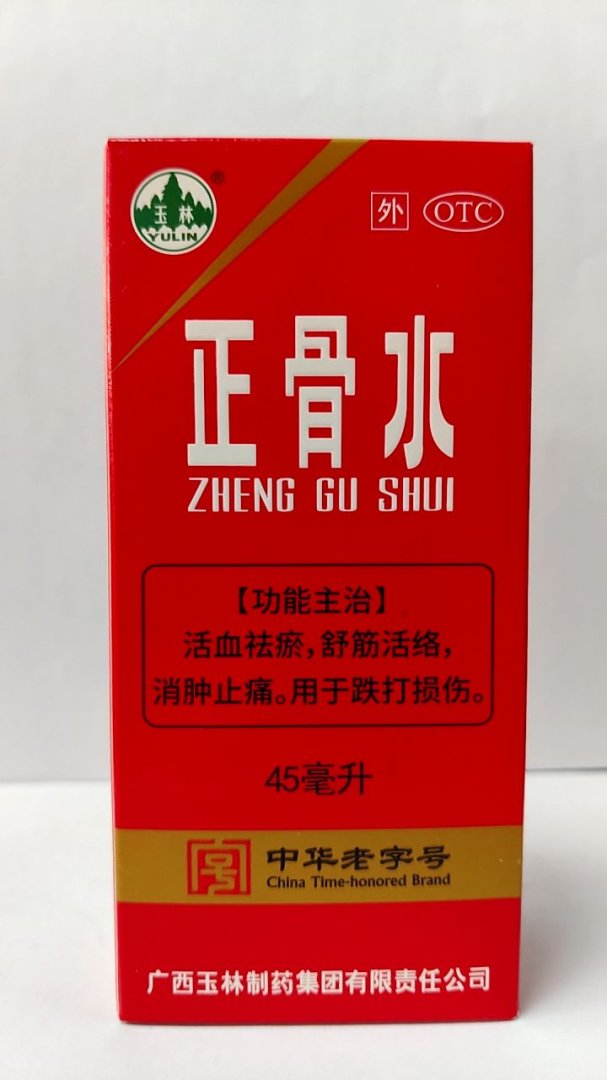 玉林
YULIN
®
外
OTC
正骨水
ZHENG GU SHUI
【功能主治】
活血祛瘀，舒筋活络，
消肿止痛。用于跌打损伤。
45毫升
中华老字号
China Time-honored Brand
广西玉林制药集团有限责任公司